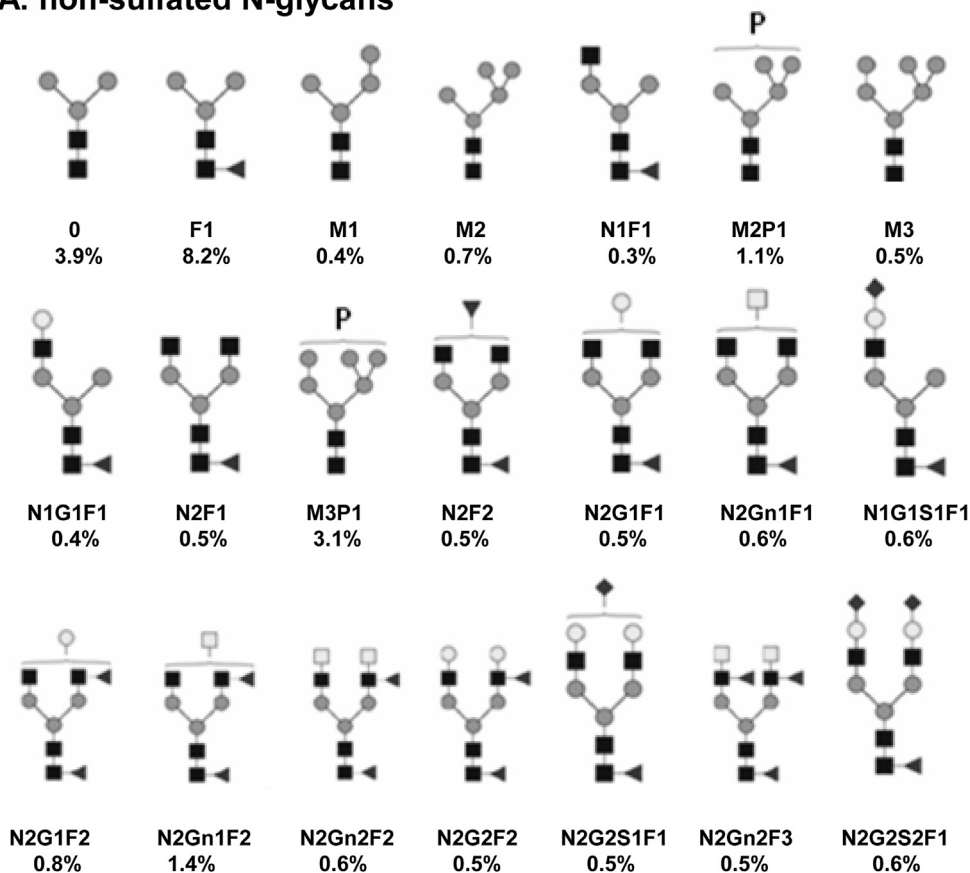 A: non-sulfated N-glycans
P
0 F1 M1 M2 N1F1 M2P1 M3
3.9% 8.2% 0.4% 0.7% 0.3% 1.1% 0.5%
P
N1G1F1 N2F1 M3P1 N2F2 N2G1F1 N2Gn1F1 N1G1S1F1
0.4% 0.5% 3.1% 0.5% 0.5% 0.6% 0.6%
N2G1F2 N2Gn1F2 N2Gn2F2 N2G2F2 N2G2S1F1 N2Gn2F3 N2G2S2F1
0.8% 1.4% 0.6% 0.5% 0.5% 0.5% 0.6%